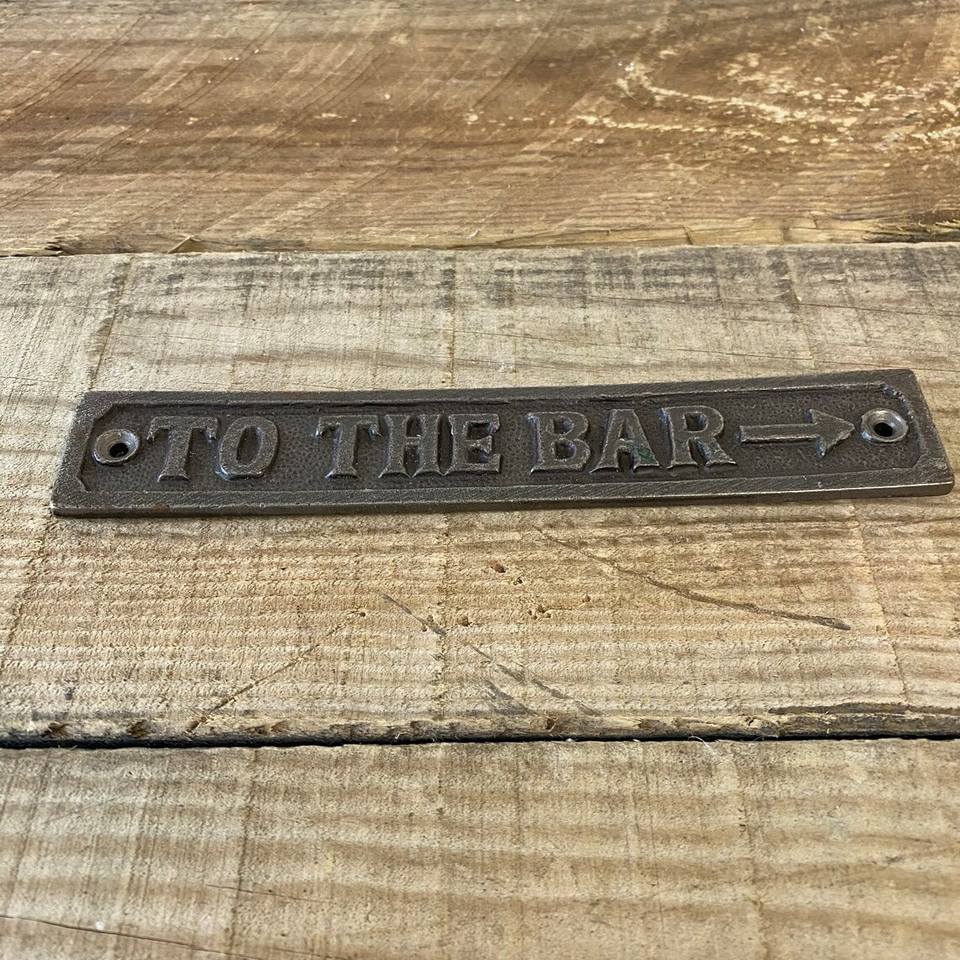 TO THE BAR →